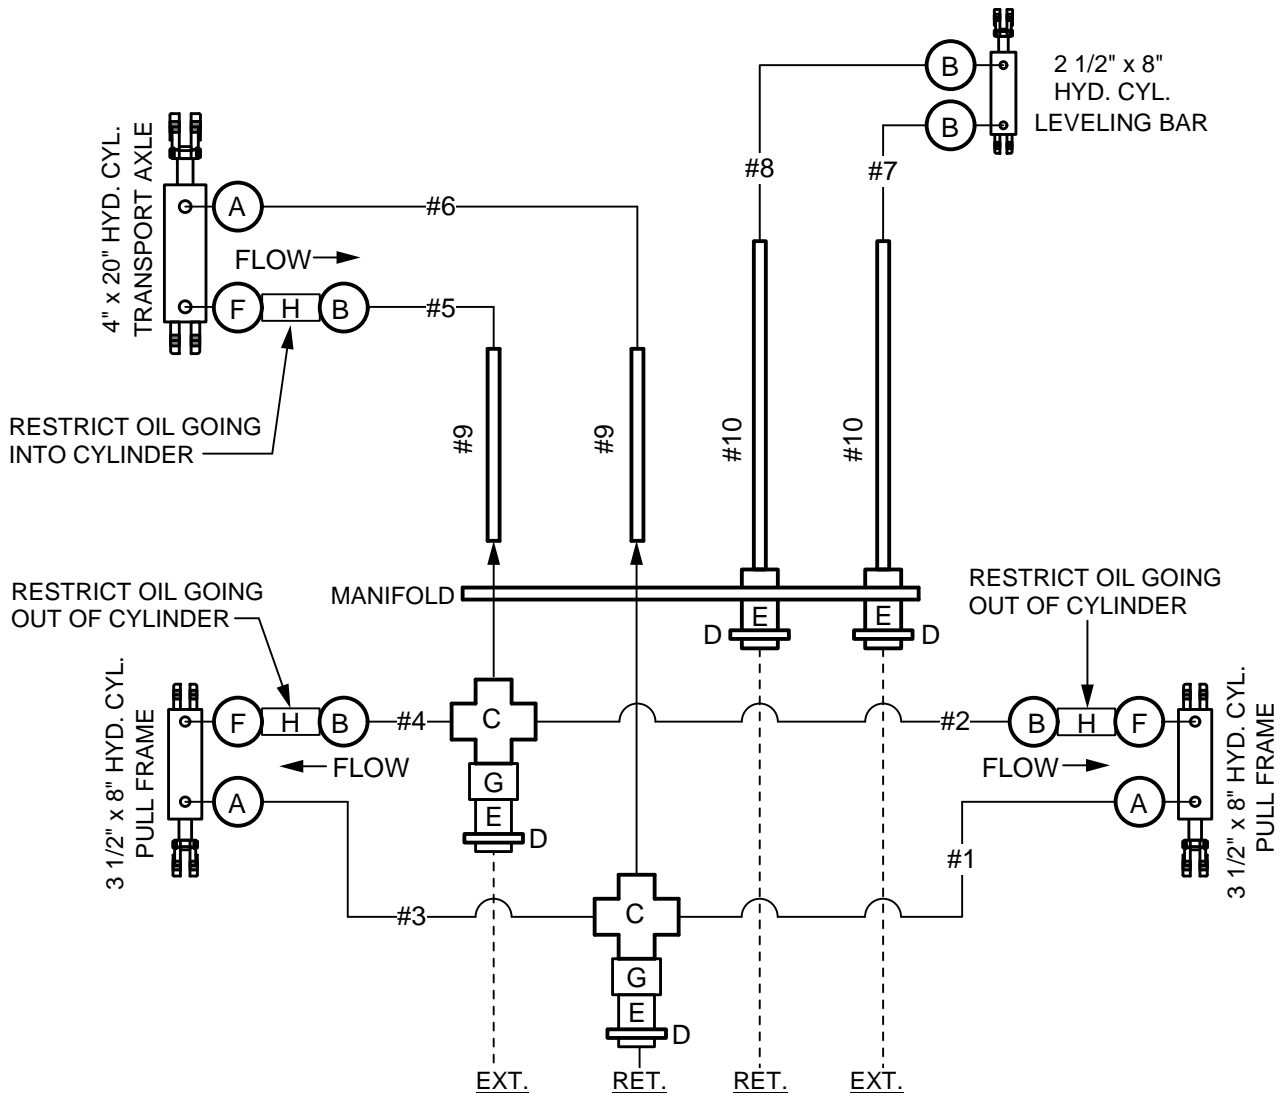 2 1/2" x 8"
HYD. CYL.
LEVELING BAR
B
B
#8
#7
4" x 20" HYD. CYL.
TRANSPORT AXLE
A
#6
FLOW
F
H
B
#5
RESTRICT OIL GOING
INTO CYLINDER
#9
#9
#10
#10
RESTRICT OIL GOING
OUT OF CYLINDER
MANIFOLD
E
D
E
D
RESTRICT OIL GOING
OUT OF CYLINDER
3 1/2" x 8" HYD. CYL.
PULL FRAME
F
H
B
#4
C
#2
B
H
F
FLOW
FLOW
G
A
E
D
A
3 1/2" x 8" HYD. CYL.
PULL FRAME
#1
#3
C
G
E
D
EXT.
RET.
RET.
EXT.